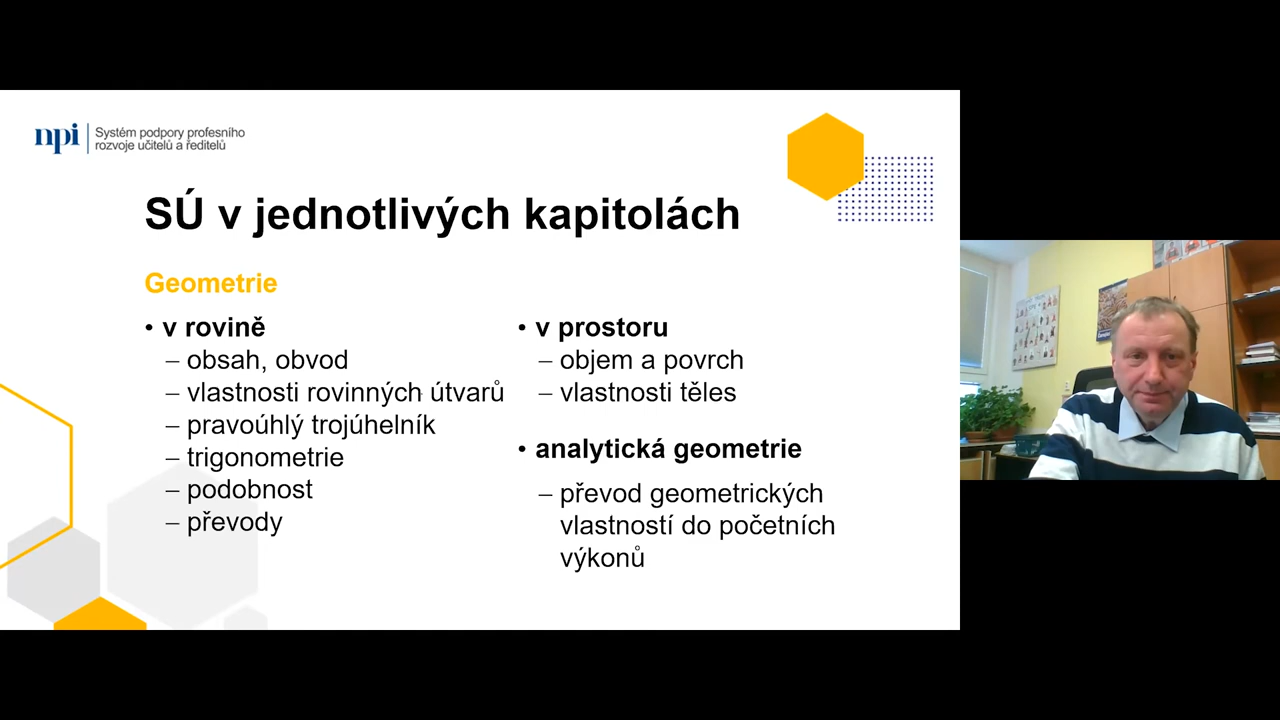 npi
Systém podpory profesního
rozvoje učitelů a ředitelů
SÚ v jednotlivých kapitolách
Geometrie
• v rovině
– obsah, obvod
– vlastnosti rovinných útvarů
– pravoúhlý trojúhelník
– trigonometrie
– podobnost
– převody
• v prostoru
– objem a povrch
– vlastnosti těles
• analytická geometrie
– převod geometrických
vlastností do početních
výkonů